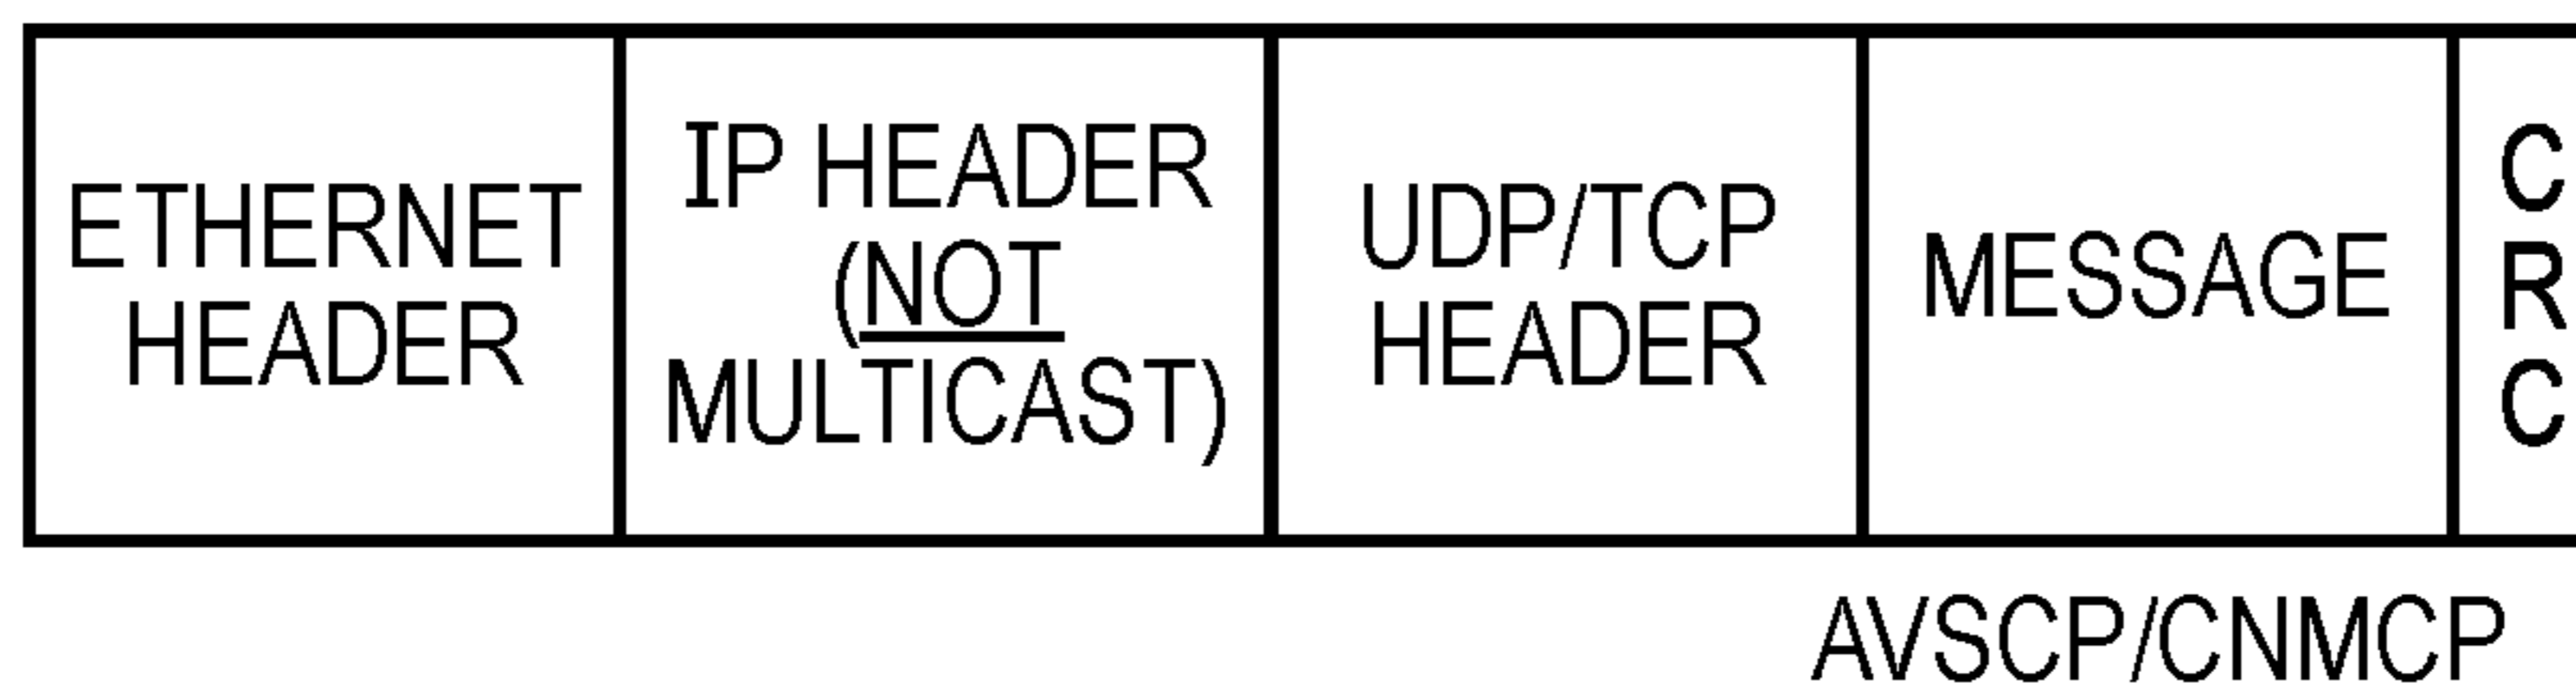 ETHERNET
HEADER
IP HEADER
(NOT
MULTICAST)
UDP/TCP
HEADER
MESSAGE
C
R
C
AVSCP/CNMCP